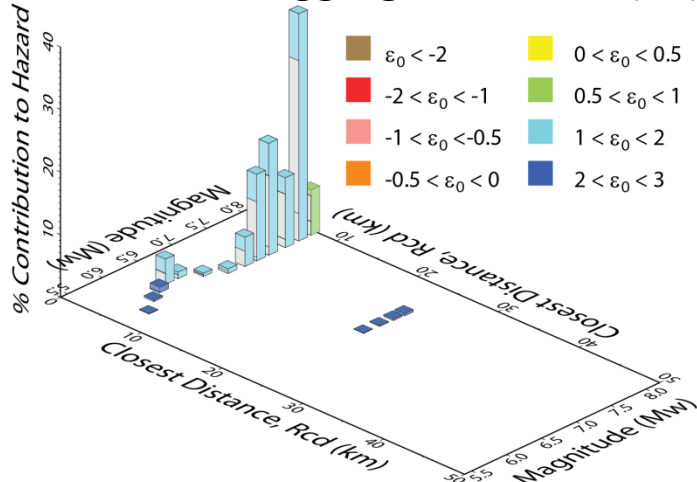 % Contribution to Hazard
40
30
20
10
0
Magnitude (Mw)
5.5
6.0
6.5
7.0
7.5
8.0
ε0 < -2
-2 < ε0 < -1
-1 < ε0 < -0.5
-0.5 < ε0 < 0
0 < ε0 < 0.5
0.5 < ε0 < 1
1 < ε0 < 2
2 < ε0 < 3
Closest Distance, Rcd (km)
10
20
30
40
50
Closest Distance, Rcd (km)
10
20
30
40
50
Magnitude (Mw)
5.5
6.0
6.5
7.0
7.5
8.0